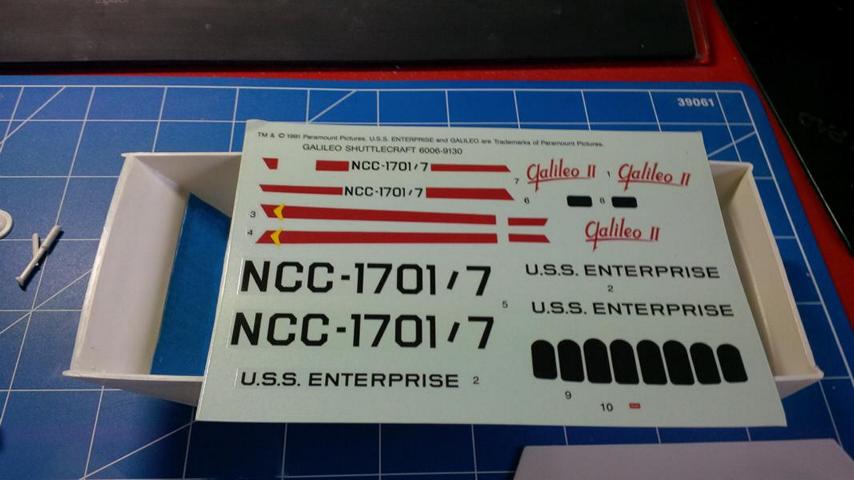 39061
TM & © 1991 Paramount Pictures. U.S.S. ENTERPRISE and GALILEO are Trademarks of Paramount Pictures.
GALILEO SHUTTLECRAFT 6006-9130
NCC-1701/7
7 Galileo II 1 Galileo II
NCC-1701/7
6 8
3
4
Galileo II
NCC-1701/7
U.S.S. ENTERPRISE
2
5
U.S.S. ENTERPRISE
NCC-1701/7
U.S.S. ENTERPRISE 2
9
10